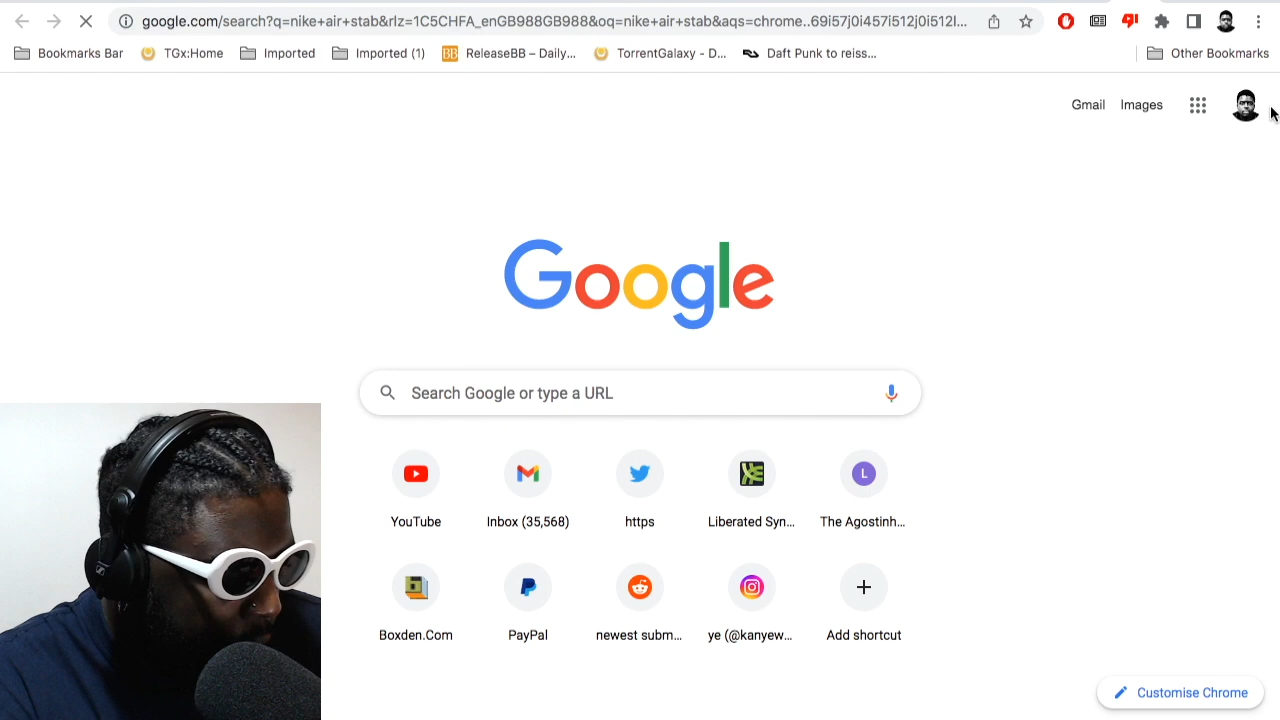 google.com/search?q=nike+air+stab&rlz=1C5CHFA_enGB988GB988&oq=nike+air+stab&aqs=chrome..69i57j0i457i512j0i512l...
Bookmarks Bar TGx:Home Imported Imported (1) BB ReleaseBB – Daily... TorrentGalaxy - D... Daft Punk to reiss... Other Bookmarks
Gmail Images
Google
Search Google or type a URL
L
YouTube Inbox (35,568) https Liberated Syn... The Agostinh...
Boxden.Com PayPal newest subm... ye (@kanyew... Add shortcut
Customise Chrome